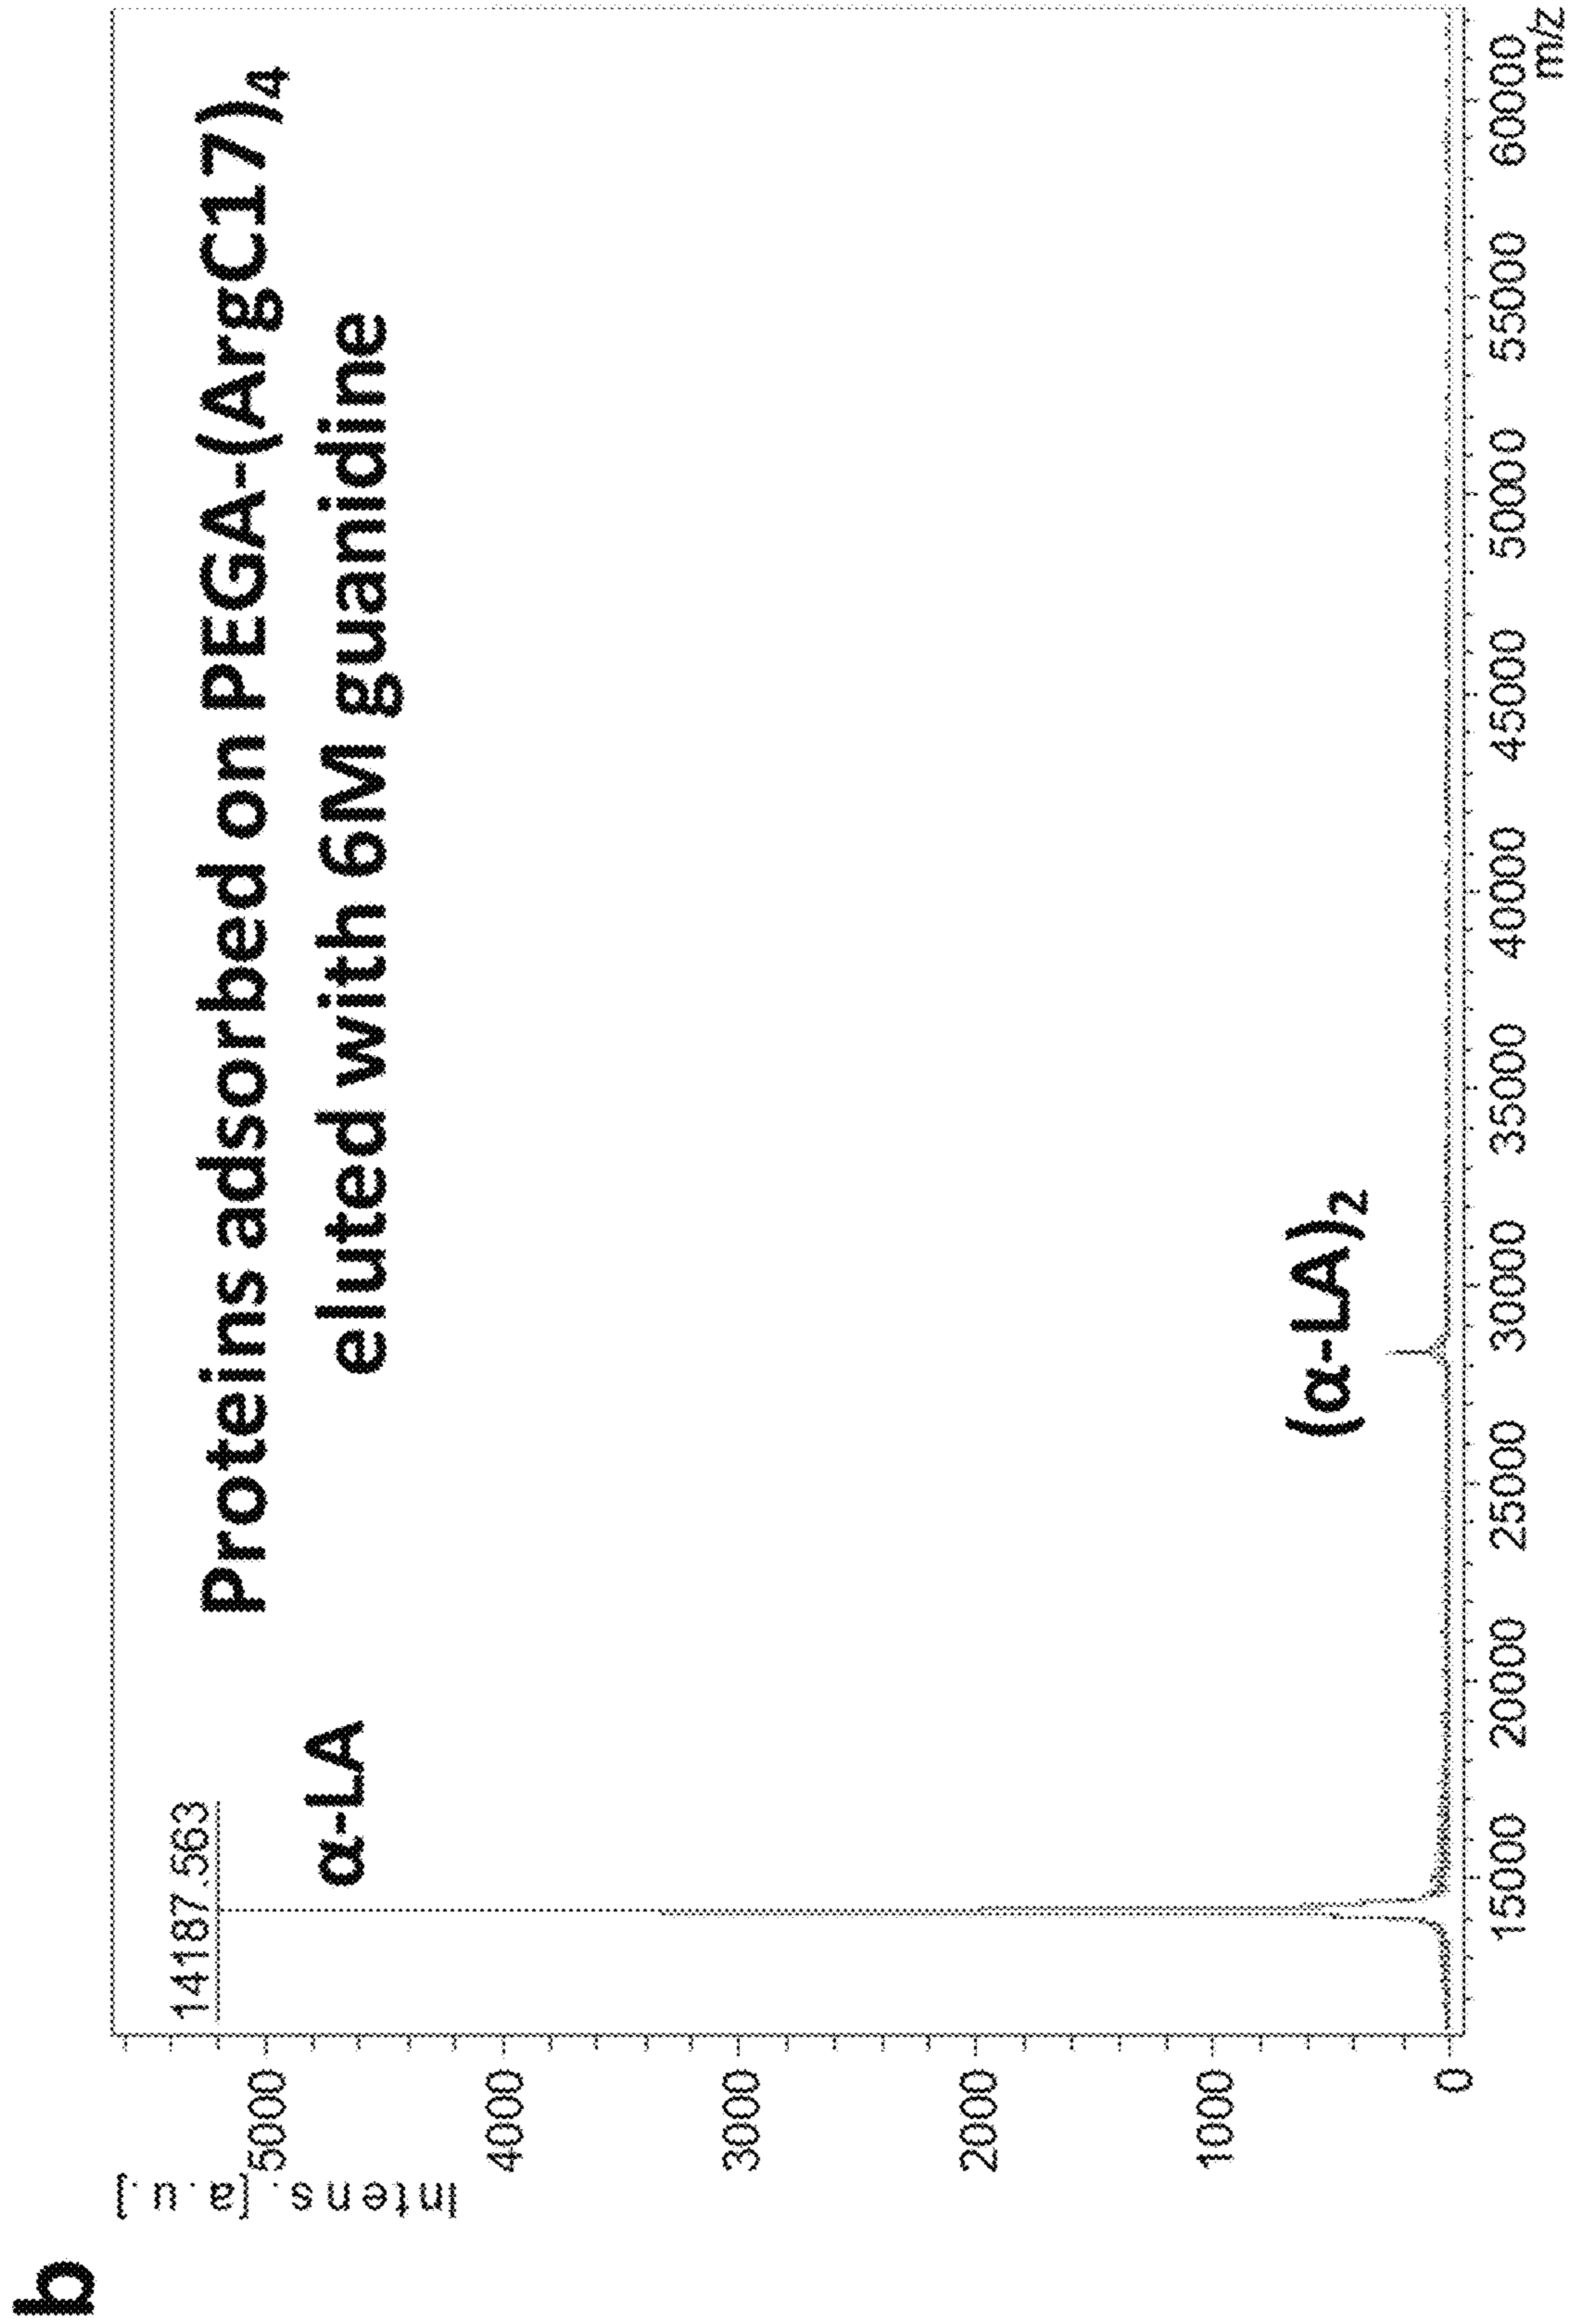 b
Intens.[a.u.]
14187.563
Proteins adsorbed on PEGA-(ArgC17)4
α-LA
eluted with 6M guanidine
(α-LA)2
5000
4000
3000
2000
1000
0
15000 20000 25000 30000 35000 40000 45000 50000 55000 60000
m/z